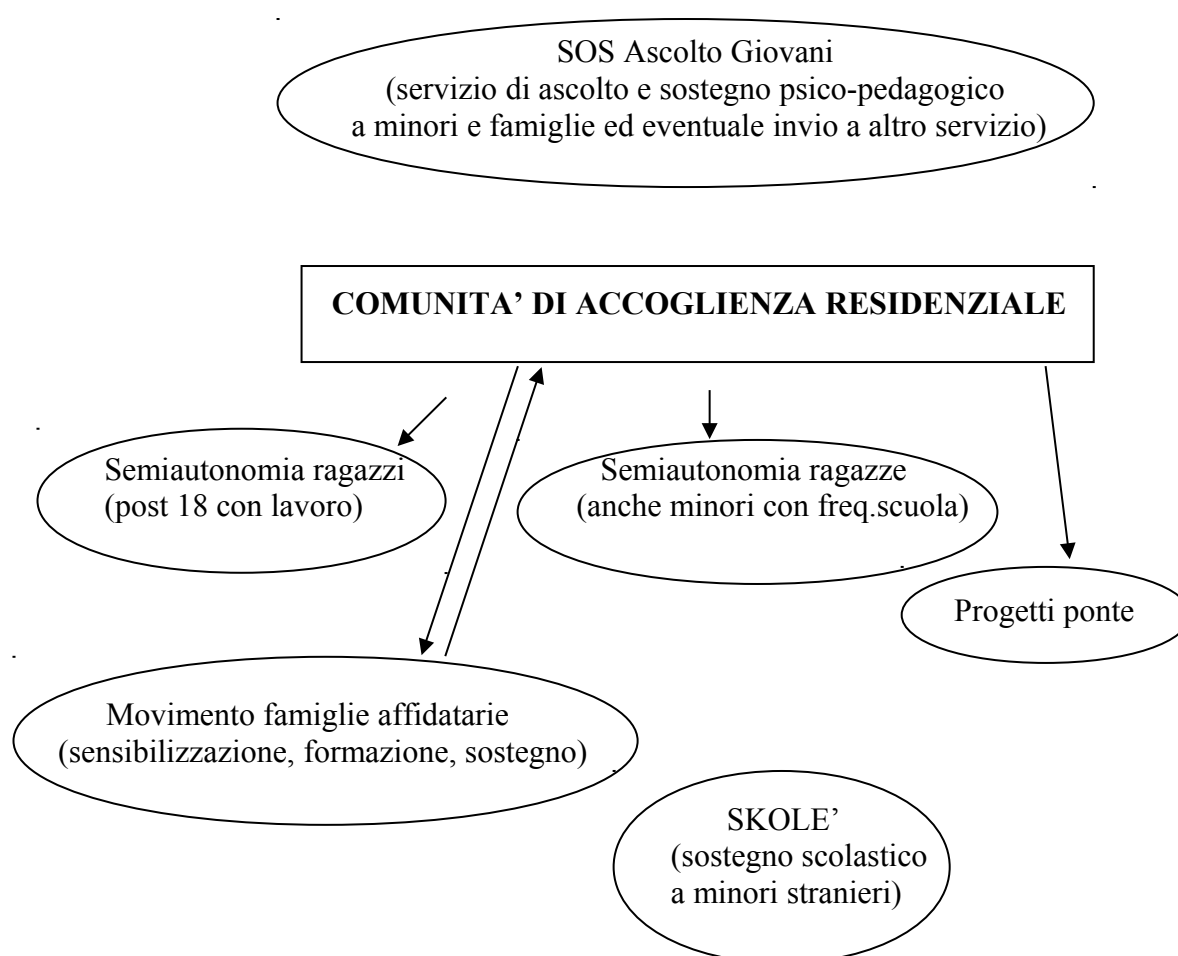 SOS Ascolto Giovani
(servizio di ascolto e sostegno psico-pedagogico
a minori e famiglie ed eventuale invio a altro servizio)
COMUNITA’ DI ACCOGLIENZA RESIDENZIALE
Semiautonomia ragazzi
(post 18 con lavoro)
Semiautonomia ragazze
(anche minori con freq.scuola)
Progetti ponte
Movimento famiglie affidatarie
(sensibilizzazione, formazione, sostegno)
SKOLE’
(sostegno scolastico
a minori stranieri)